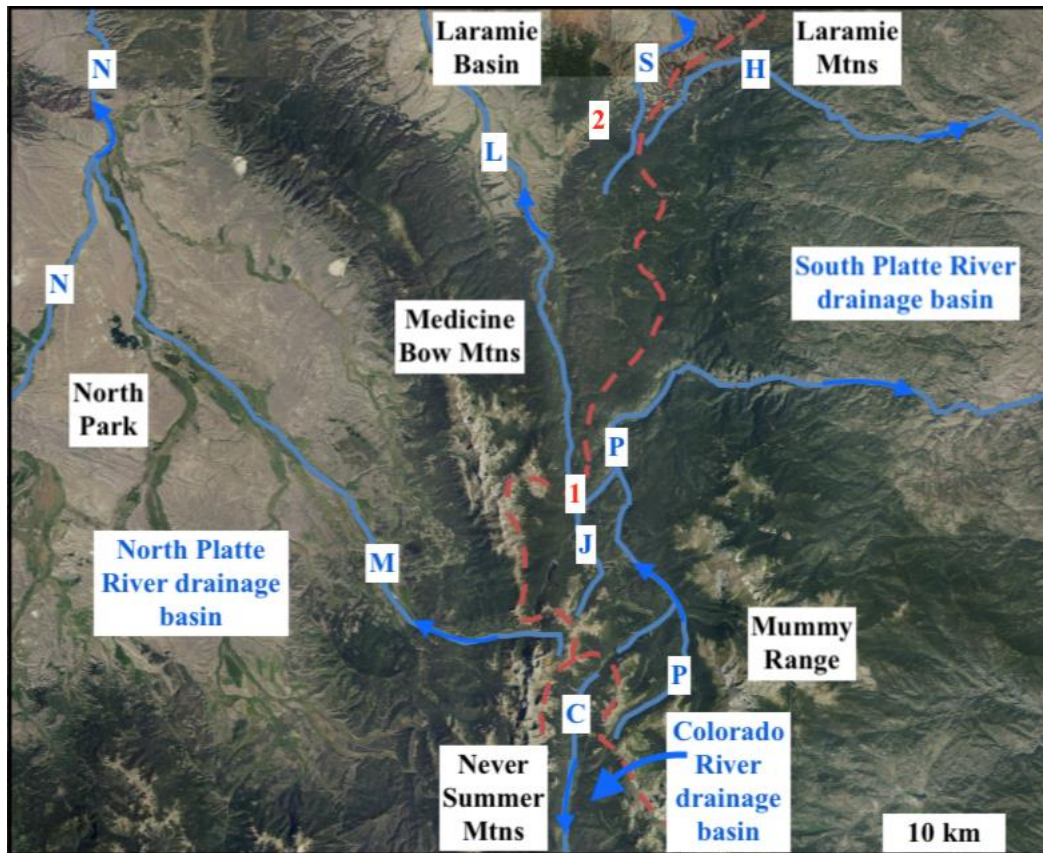 N
Laramie
Basin
S
H
Laramie
Mtns
2
L
N
South Platte River
drainage basin
Medicine
Bow Mtns
North
Park
P
1
North Platte
River drainage
basin
M
J
Mummy
Range
P
C
Never
Summer
Mtns
Colorado
River
drainage
basin
10 km